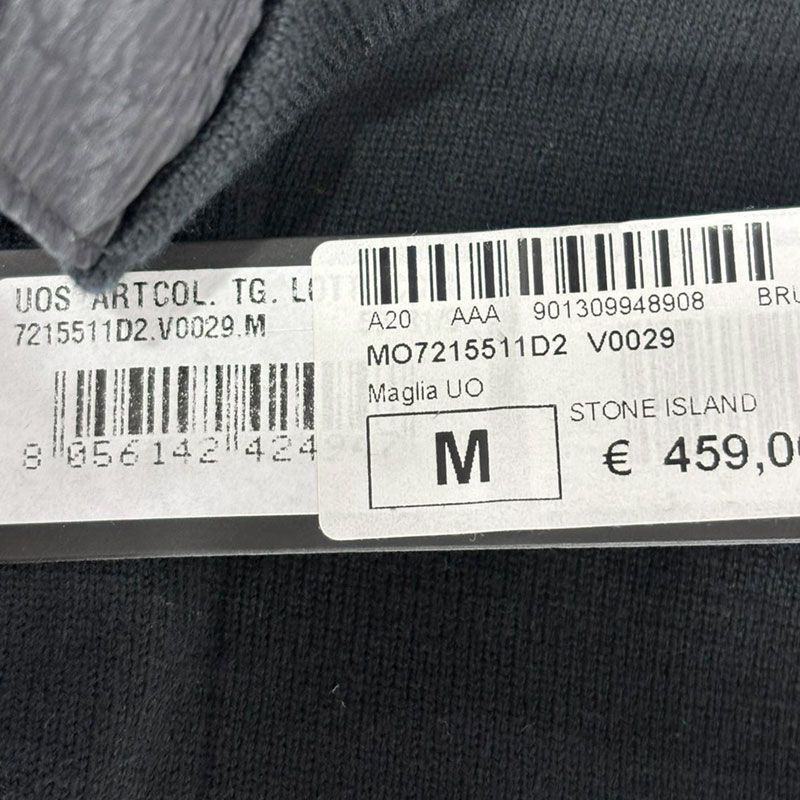 UOS ARTCOL. TG.
7215511D2.V0029.M
8 056142 424
A20 AAA 901309948908 BRU
MO7215511D2 V0029
Maglia UO
M
STONE ISLAND
€ 459,0